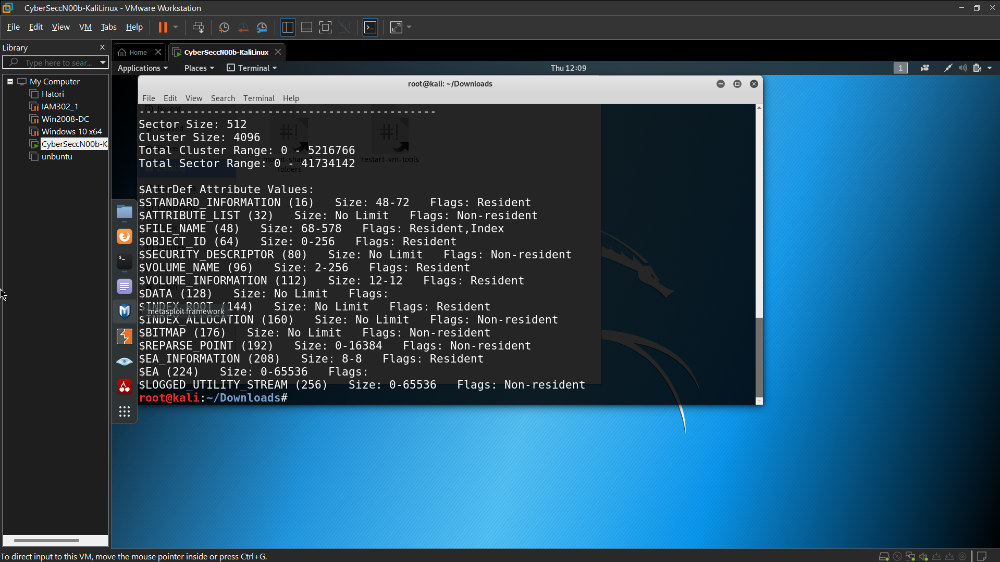 CyberSeccN00b-KaliLinux - VMware Workstation
File Edit View VM Tabs Help
Library
Type here to sear...
My Computer
Hatori
IAM302_1
Win2008-DC
Windows 10 x64
CyberSeccN00b-K
unbuntu
Home
CyberSeccN00b-KaliLinux
Applications Places Terminal Thu 12:09 1
root@kali: ~/Downloads
File Edit View Search Terminal Help
--------------------------------------------
Sector Size: 512
Cluster Size: 4096
Total Cluster Range: 0 - 5216766
Total Sector Range: 0 - 41734142
$AttrDef Attribute Values:
$STANDARD_INFORMATION (16)   Size: 48-72   Flags: Resident
$ATTRIBUTE_LIST (32)   Size: No Limit   Flags: Non-resident
$FILE_NAME (48)   Size: 68-578   Flags: Resident,Index
$OBJECT_ID (64)   Size: 0-256   Flags: Resident
$SECURITY_DESCRIPTOR (80)   Size: No Limit   Flags: Non-resident
$VOLUME_NAME (96)   Size: 2-256   Flags: Resident
$VOLUME_INFORMATION (112)   Size: 12-12   Flags: Resident
$DATA (128)   Size: No Limit   Flags:
$INDEX_ROOT (144)   Size: No Limit   Flags: Resident
$INDEX_ALLOCATION (160)   Size: No Limit   Flags: Non-resident
$BITMAP (176)   Size: No Limit   Flags: Non-resident
$REPARSE_POINT (192)   Size: 0-16384   Flags: Non-resident
$EA_INFORMATION (208)   Size: 8-8   Flags: Resident
$EA (224)   Size: 0-65536   Flags:
$LOGGED_UTILITY_STREAM (256)   Size: 0-65536   Flags: Non-resident
root@kali:~/Downloads#
Recent
Starred
Desktop
Trash
mount-shared-
folders
restart-vm-tools
metasploit framework
To direct input to this VM, move the mouse pointer inside or press Ctrl+G.